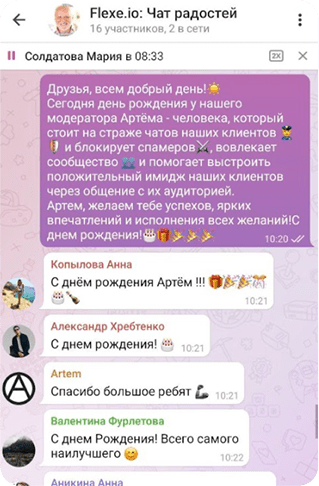 Flexe.io: Чат радостей
16 участников, 2 в сети
Солдатова Мария в 08:33
2X
Друзья, всем добрый день!☀️
Сегодня день рождения у нашего
модератора Артёма - человека, который
стоит на страже чатов наших клиентов
и блокирует спамеров⚔, вовлекает
сообщество 👥 и помогает выстроить
положительный имидж наших клиентов
через общение с их аудиторией.
Артем, желаем тебе успехов, ярких
впечатлений и исполнения всех желаний!С
днем рождения!🎂🎁🎉🎉🎉
10:20
Копылова Анна
С днём рождения Артём !!! 🎁🎉🎉🎊
🎂🍾
10:21
Александр Хребтенко
С днем рождения! 🎂
10:21
Artem
Спасибо большое ребят 🦾
10:21
Валентина Фурлетова
С днем Рождения! Всего самого
наилучшего 😊
10:22
Аникина Анна